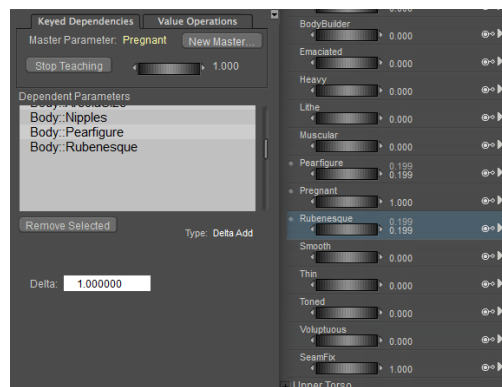 Keyed Dependencies
Value Operations
Master Parameter: Pregnant
New Master...
Stop Teaching
1.000
Dependent Parameters
Body::Nipples
Body::Pearfigure
Body::Rubenesque
Remove Selected
Type: Delta Add
Delta: 1.000000
BodyBuilder
0.000
Emaciated
0.000
Heavy
0.000
Lithe
0.000
Muscular
0.000
Pearfigure
0.199
0.199
Pregnant
1.000
Rubenesque
0.199
0.199
Smooth
0.000
Thin
0.000
Toned
0.000
Voluptuous
0.000
SeamFix
1.000
Upper Torso